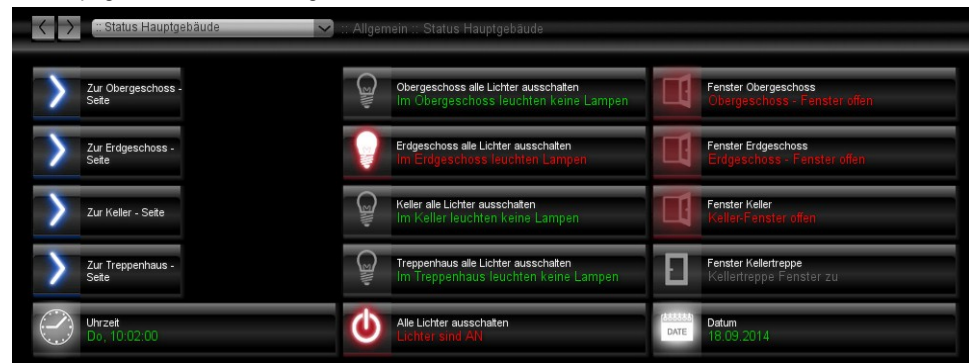 :: Status Hauptgebäude
:: Allgemein :: Status Hauptgebäude
Zur Obergeschoss -
Seite
Obergeschoss alle Lichter ausschalten
Im Obergeschoss leuchten keine Lampen
Fenster Obergeschoss
Obergeschoss - Fenster offen
Zur Erdgeschoss -
Seite
Erdgeschoss alle Lichter ausschalten
Im Erdgeschoss leuchten Lampen
Fenster Erdgeschoss
Erdgeschoss - Fenster offen
Zur Keller - Seite
Keller alle Lichter ausschalten
Im Keller leuchten keine Lampen
Fenster Keller
Keller-Fenster offen
Zur Treppenhaus -
Seite
Treppenhaus alle Lichter ausschalten
Im Treppenhaus leuchten keine Lampen
Fenster Kellertreppe
Kellertreppe Fenster zu
Uhrzeit
Do, 10:02:00
Alle Lichter ausschalten
Lichter sind AN
DATE
Datum
18.09.2014